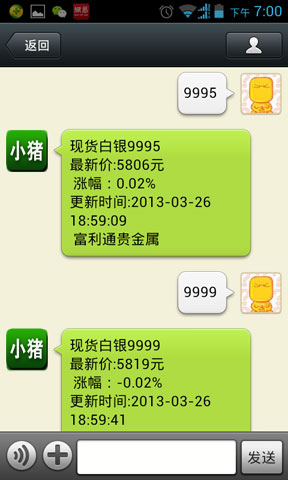 下午 7:00
返回
9995
小猪
现货白银9995
最新价:5806元
涨幅：0.02%
更新时间:2013-03-26
18:59:09
富利通贵金属
9999
小猪
现货白银9999
最新价:5819元
涨幅：-0.02%
更新时间:2013-03-26
18:59:41
发送